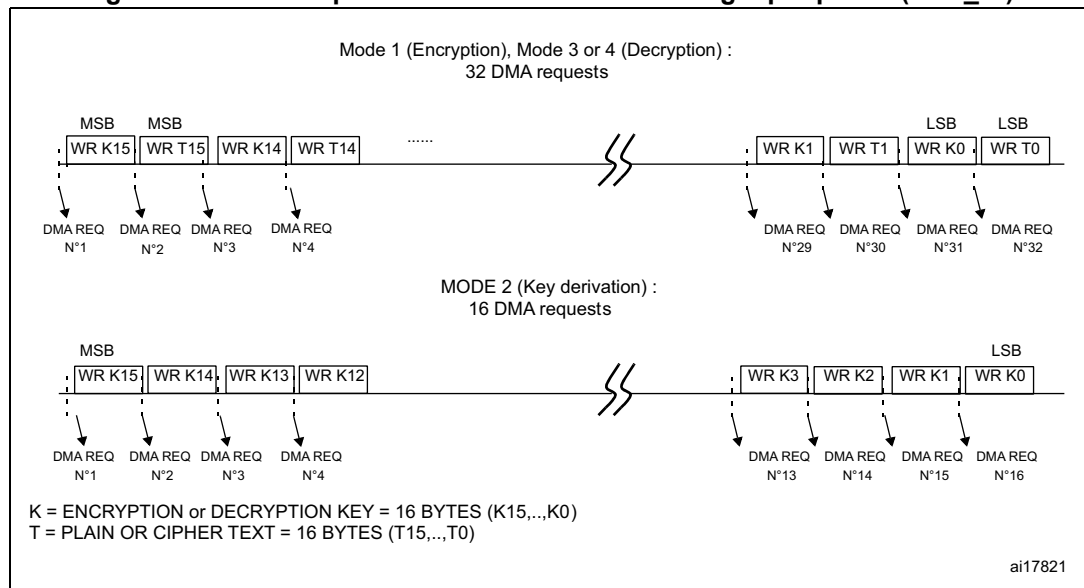 Mode 1 (Encryption), Mode 3 or 4 (Decryption) :
32 DMA requests
MSB MSB LSB LSB
WR K15 WR T15 WR K14 WR T14 ...... WR K1 WR T1 WR K0 WR T0
DMA REQ DMA REQ DMA REQ DMA REQ DMA REQ DMA REQ DMA REQ DMA REQ
N°1 N°2 N°3 N°4 N°29 N°30 N°31 N°32
MODE 2 (Key derivation) :
16 DMA requests
MSB LSB
WR K15 WR K14 WR K13 WR K12 WR K3 WR K2 WR K1 WR K0
DMA REQ DMA REQ DMA REQ DMA REQ DMA REQ DMA REQ DMA REQ DMA REQ
N°1 N°2 N°3 N°4 N°13 N°14 N°15 N°16
K = ENCRYPTION or DECRYPTION KEY = 16 BYTES (K15,..,K0)
T = PLAIN OR CIPHER TEXT = 16 BYTES (T15,..,T0)
ai17821